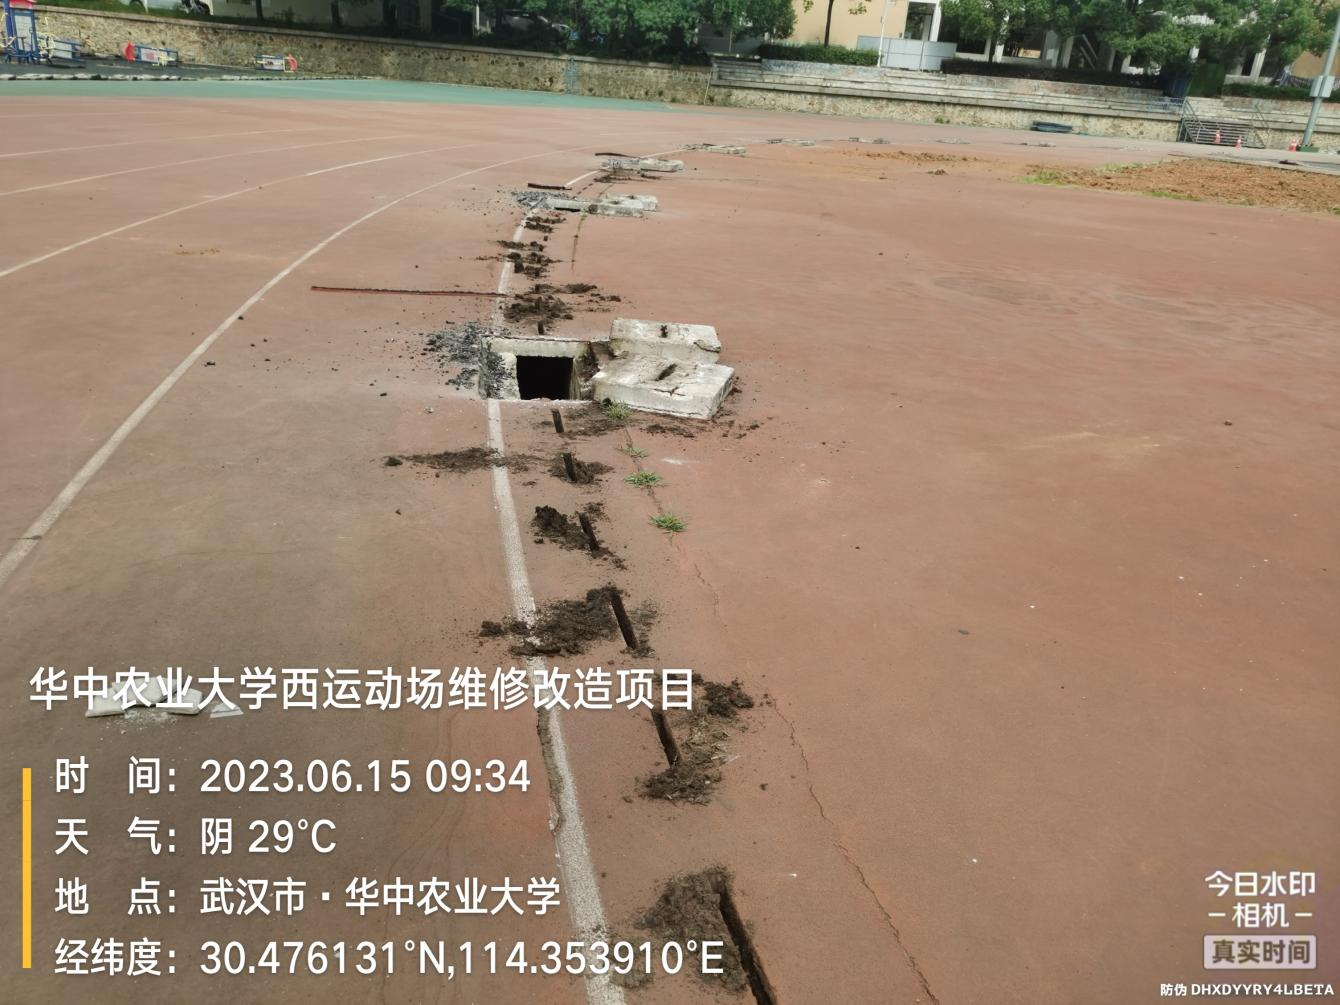 华中农业大学西运动场维修改造项目
时 间：2023.06.15 09:34
天 气：阴 29°C
地 点：武汉市·华中农业大学
经纬度：30.476131°N,114.353910°E
今日水印
－相机－
真实时间
防伪 DHXDYYRY4LBETA